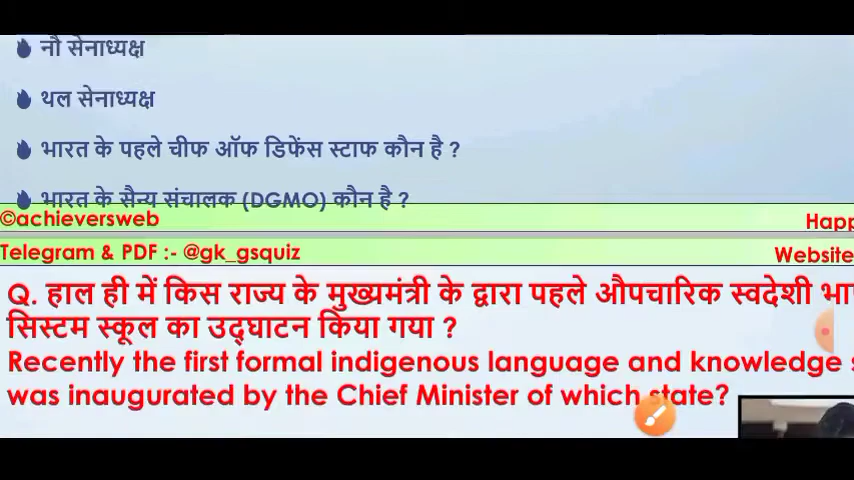 नौ सेनाध्यक्ष
थल सेनाध्यक्ष
भारत के पहले चीफ ऑफ डिफेंस स्टाफ कौन है ?
भारत के सैन्य संचालक (DGMO) कौन है ?
©achieversweb
Happ
Telegram & PDF :- @gk_gsquiz
Website
Q. हाल ही में किस राज्य के मुख्यमंत्री के द्वारा पहले औपचारिक स्वदेशी भा
सिस्टम स्कूल का उद्घाटन किया गया ?
Recently the first formal indigenous language and knowledge s
was inaugurated by the Chief Minister of which state?